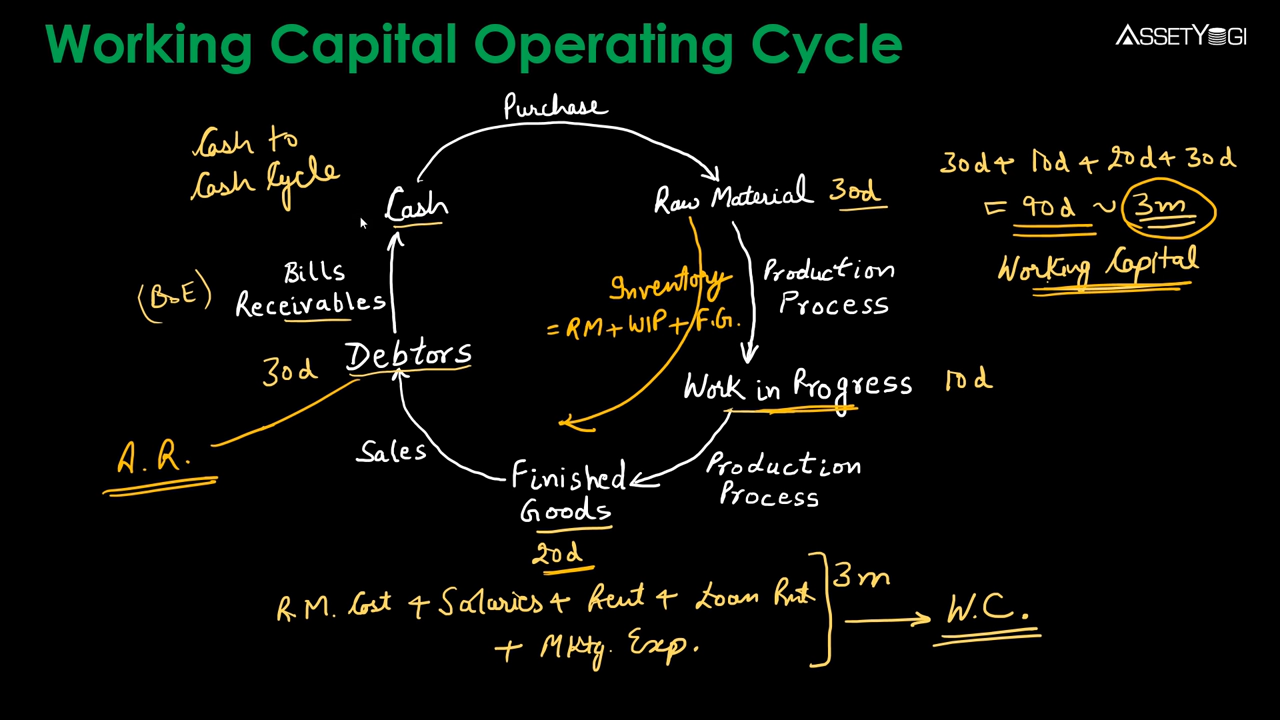 Working Capital Operating Cycle
ASSETYOGI
Purchase
Cash to
Cash Cycle
Cash
Raw Material 30d
30d + 10d + 20d + 30d
= 90d ~ 3m
Working Capital
Bills
Receivables
(BoE)
Inventory
= RM + WIP + F.G.
Production
Process
Debtors
30d
Work in Progress 10d
A.R.
Sales
Finished
Goods
20d
Production
Process
R.M. Cost + Salaries + Rent + Loan
+ Mktg. Exp.
3m
W.C.